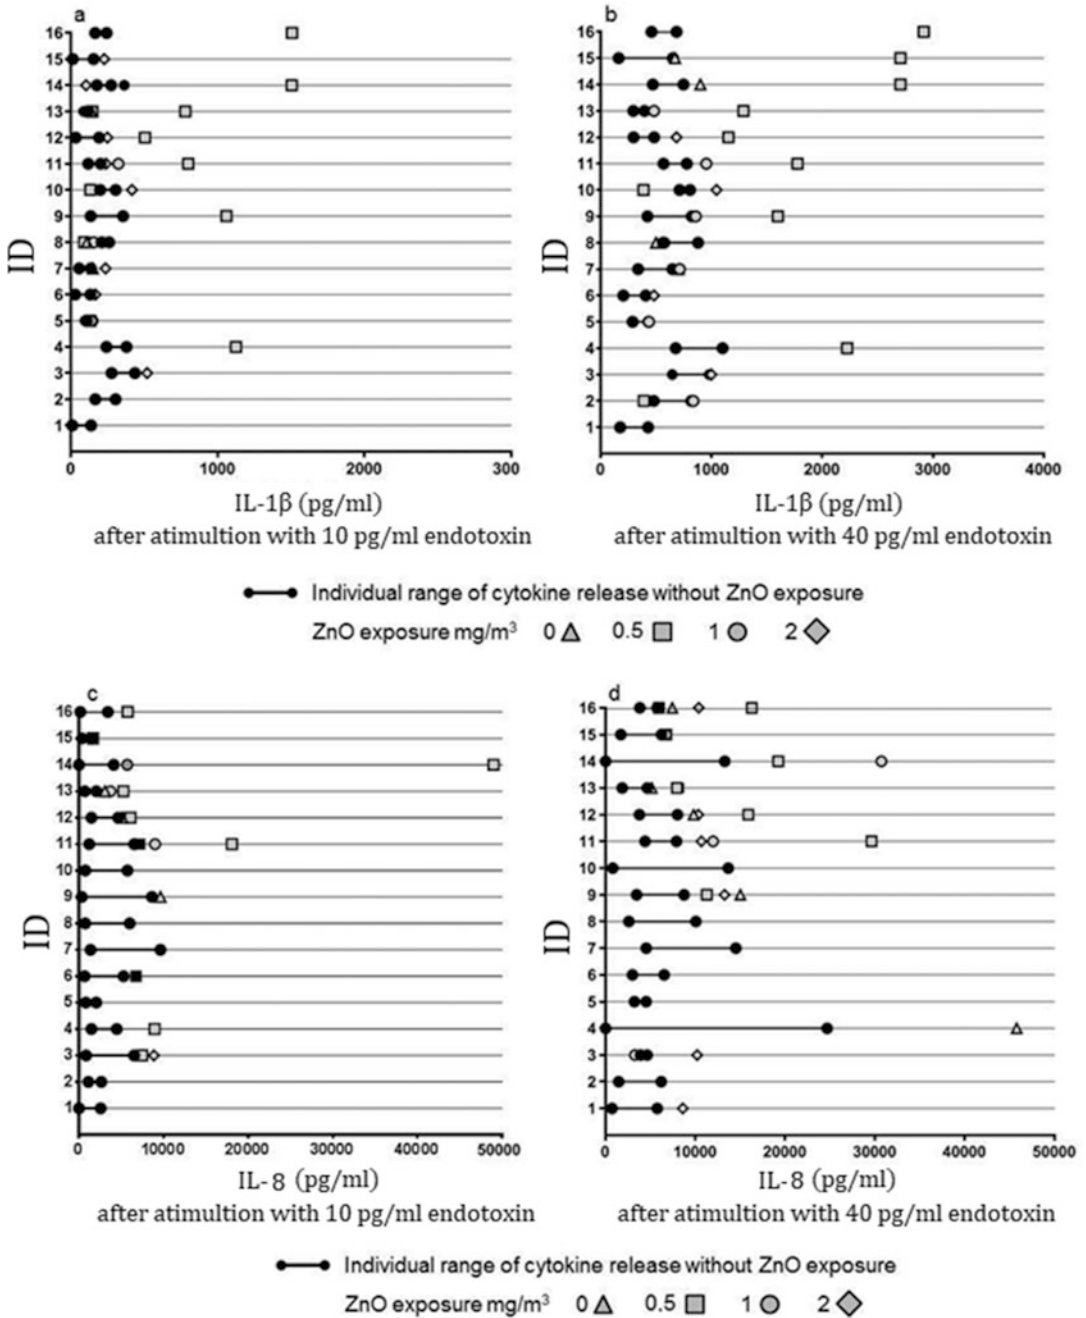 a
16
15
14
13
12
11
10
9
8
7
6
5
4
3
2
1
ID
0 1000 2000 300
IL-1β (pg/ml)
after atimultion with 10 pg/ml endotoxin
b
16
15
14
13
12
11
10
9
8
7
6
5
4
3
2
1
ID
0 1000 2000 3000 4000
IL-1β (pg/ml)
after atimultion with 40 pg/ml endotoxin
Individual range of cytokine release without ZnO exposure
ZnO exposure mg/m³ 0 0.5 1 2
c
16
15
14
13
12
11
10
9
8
7
6
5
4
3
2
1
ID
0 10000 20000 30000 40000 50000
IL-8 (pg/ml)
after atimultion with 10 pg/ml endotoxin
d
16
15
14
13
12
11
10
9
8
7
6
5
4
3
2
1
ID
0 10000 20000 30000 40000 50000
IL-8 (pg/ml)
after atimultion with 40 pg/ml endotoxin
Individual range of cytokine release without ZnO exposure
ZnO exposure mg/m³ 0 0.5 1 2